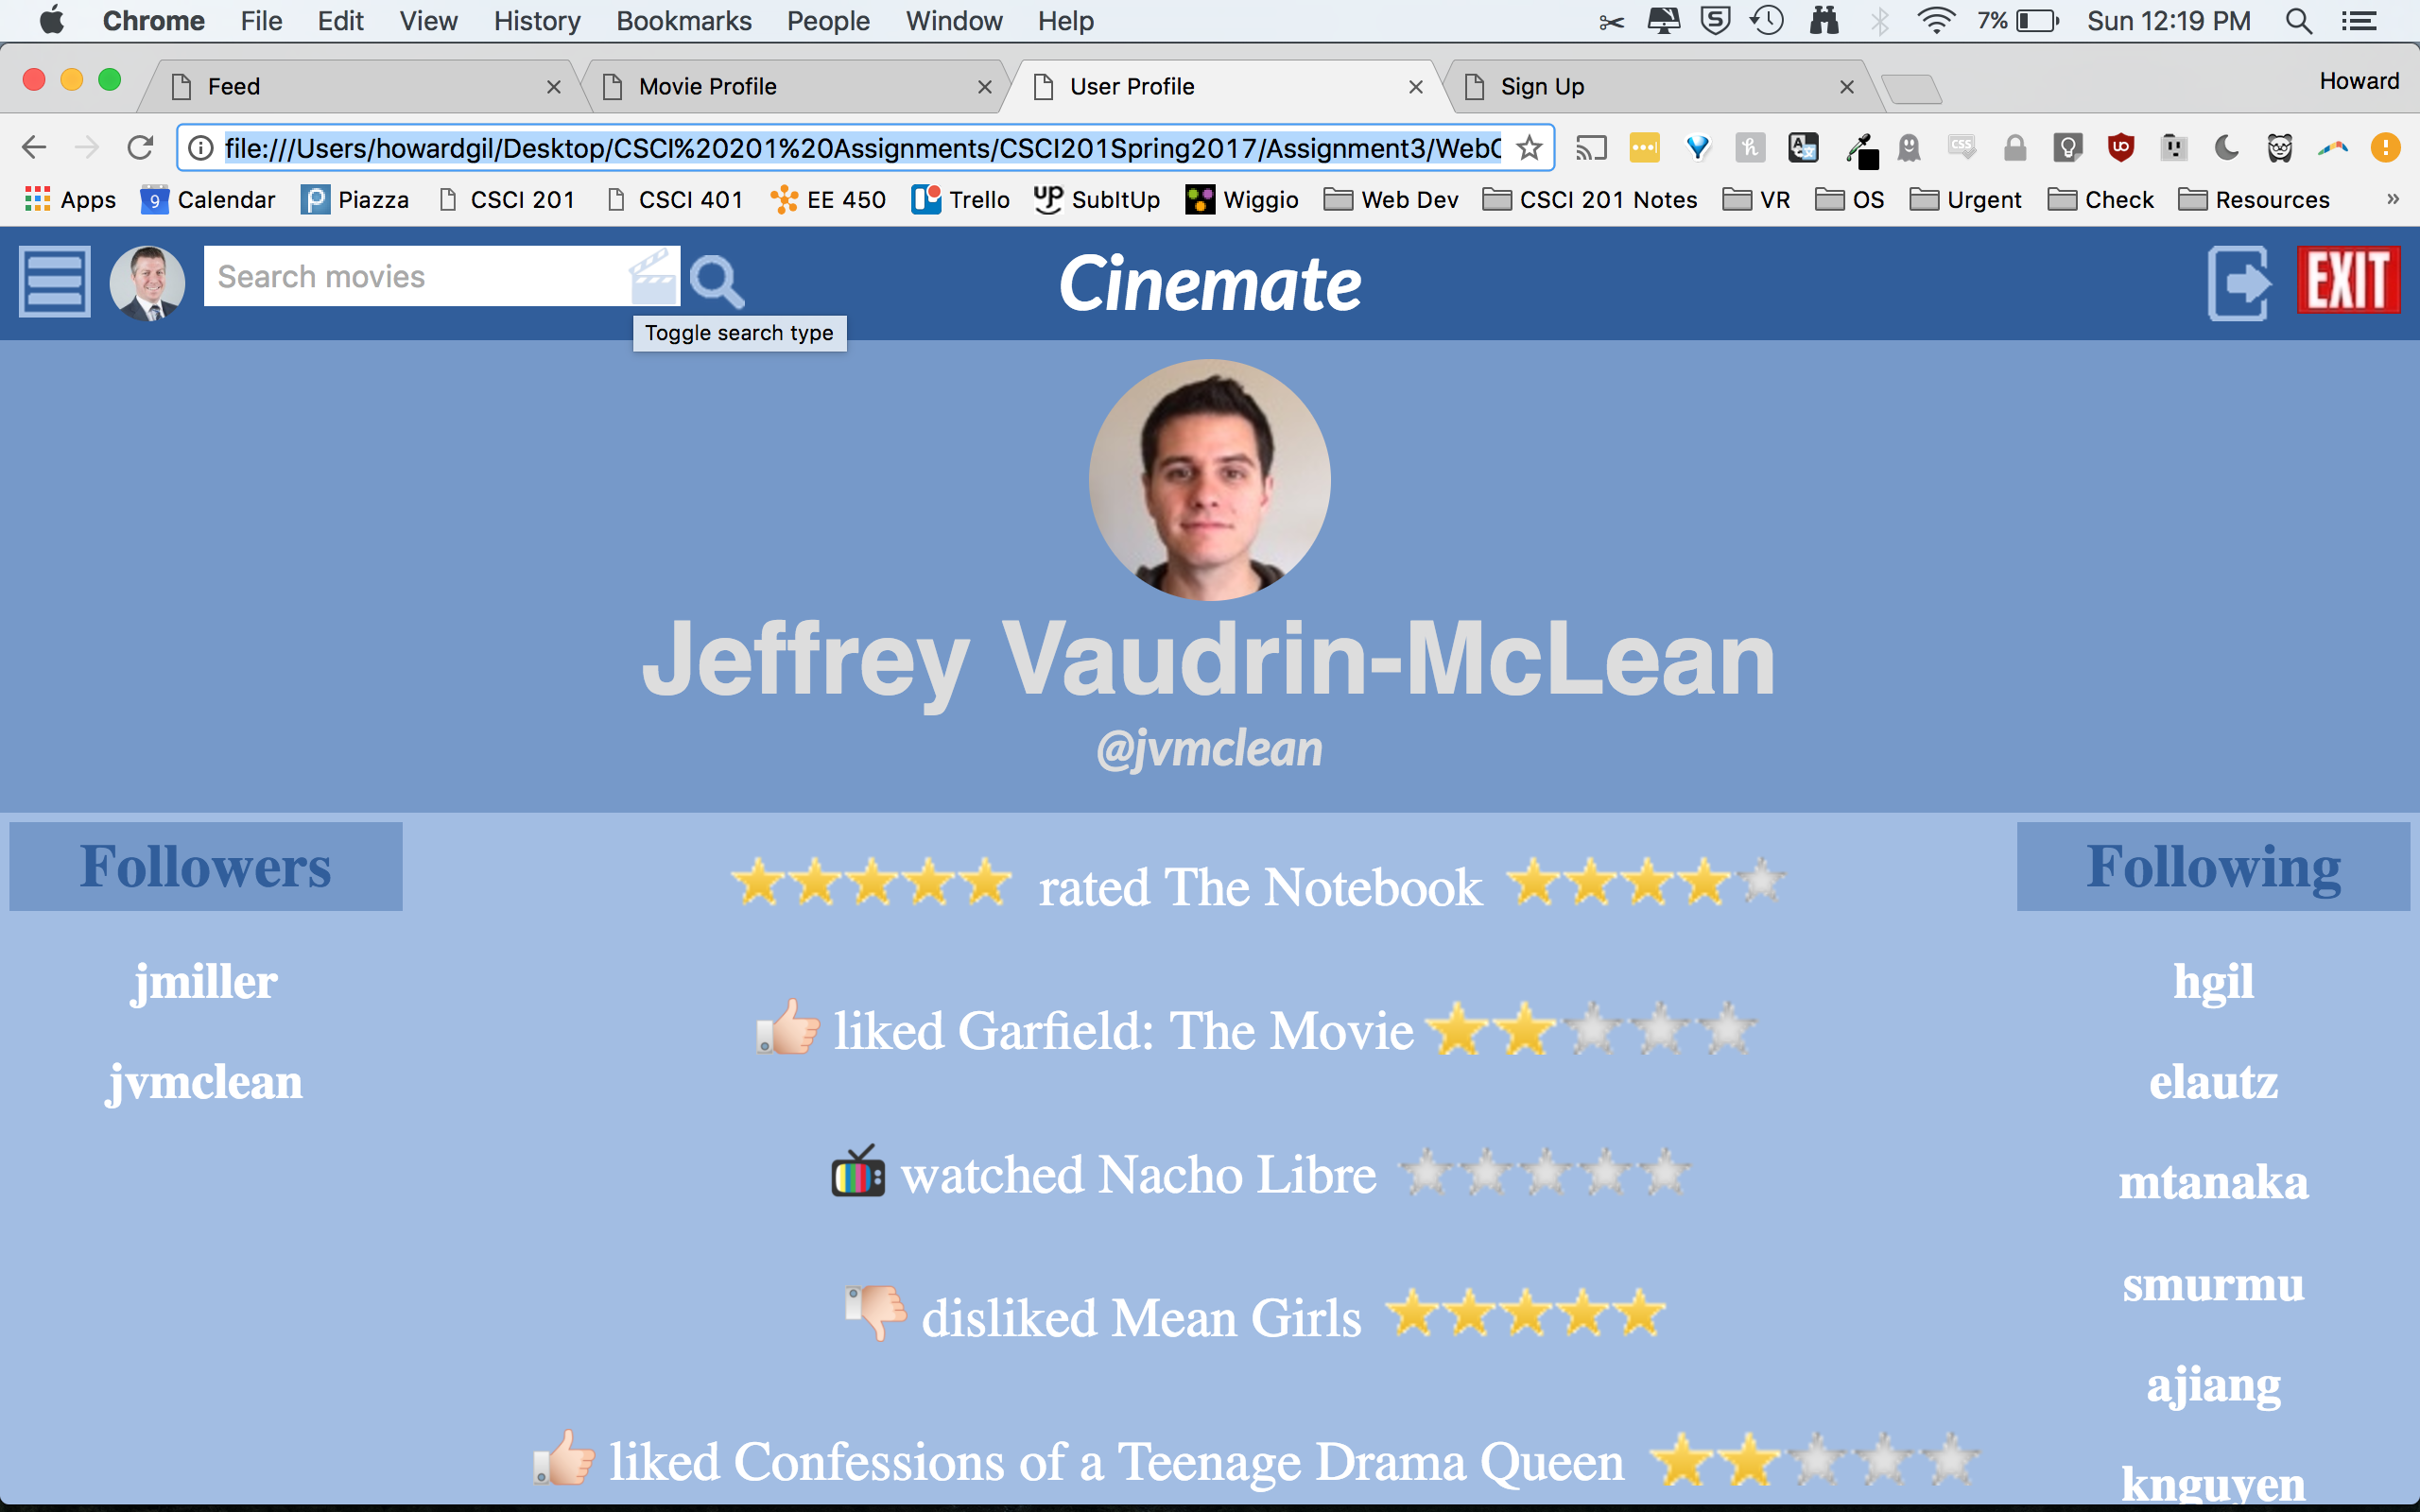 Chrome File Edit View History Bookmarks People Window Help 7% Sun 12:19 PM
Feed Movie Profile User Profile Sign Up Howard
file:///Users/howardgil/Desktop/CSCI%20201%20Assignments/CSCI201Spring2017/Assignment3/WebC
Apps Calendar Piazza CSCI 201 CSCI 401 EE 450 Trello SubItUp Wiggio Web Dev CSCI 201 Notes VR OS Urgent Check Resources »
Search movies Cinemate EXIT
Toggle search type
Jeffrey Vaudrin-McLean
@jvmclean
Followers
jmiller
jvmclean
rated The Notebook
liked Garfield: The Movie
watched Nacho Libre
disliked Mean Girls
liked Confessions of a Teenage Drama Queen
Following
hgil
elautz
mtanaka
smurmu
ajiang
knguyen